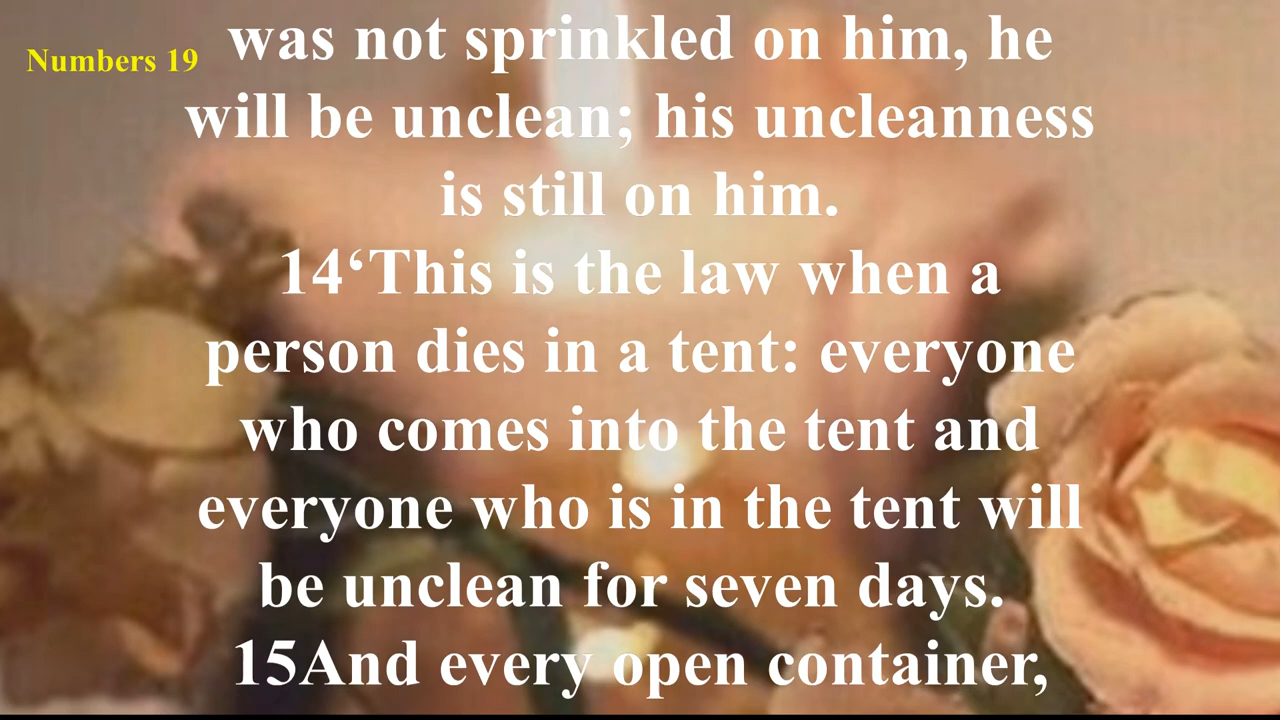 Numbers 19
was not sprinkled on him, he
will be unclean; his uncleanness
is still on him.
14‘This is the law when a
person dies in a tent: everyone
who comes into the tent and
everyone who is in the tent will
be unclean for seven days.
15And every open container,